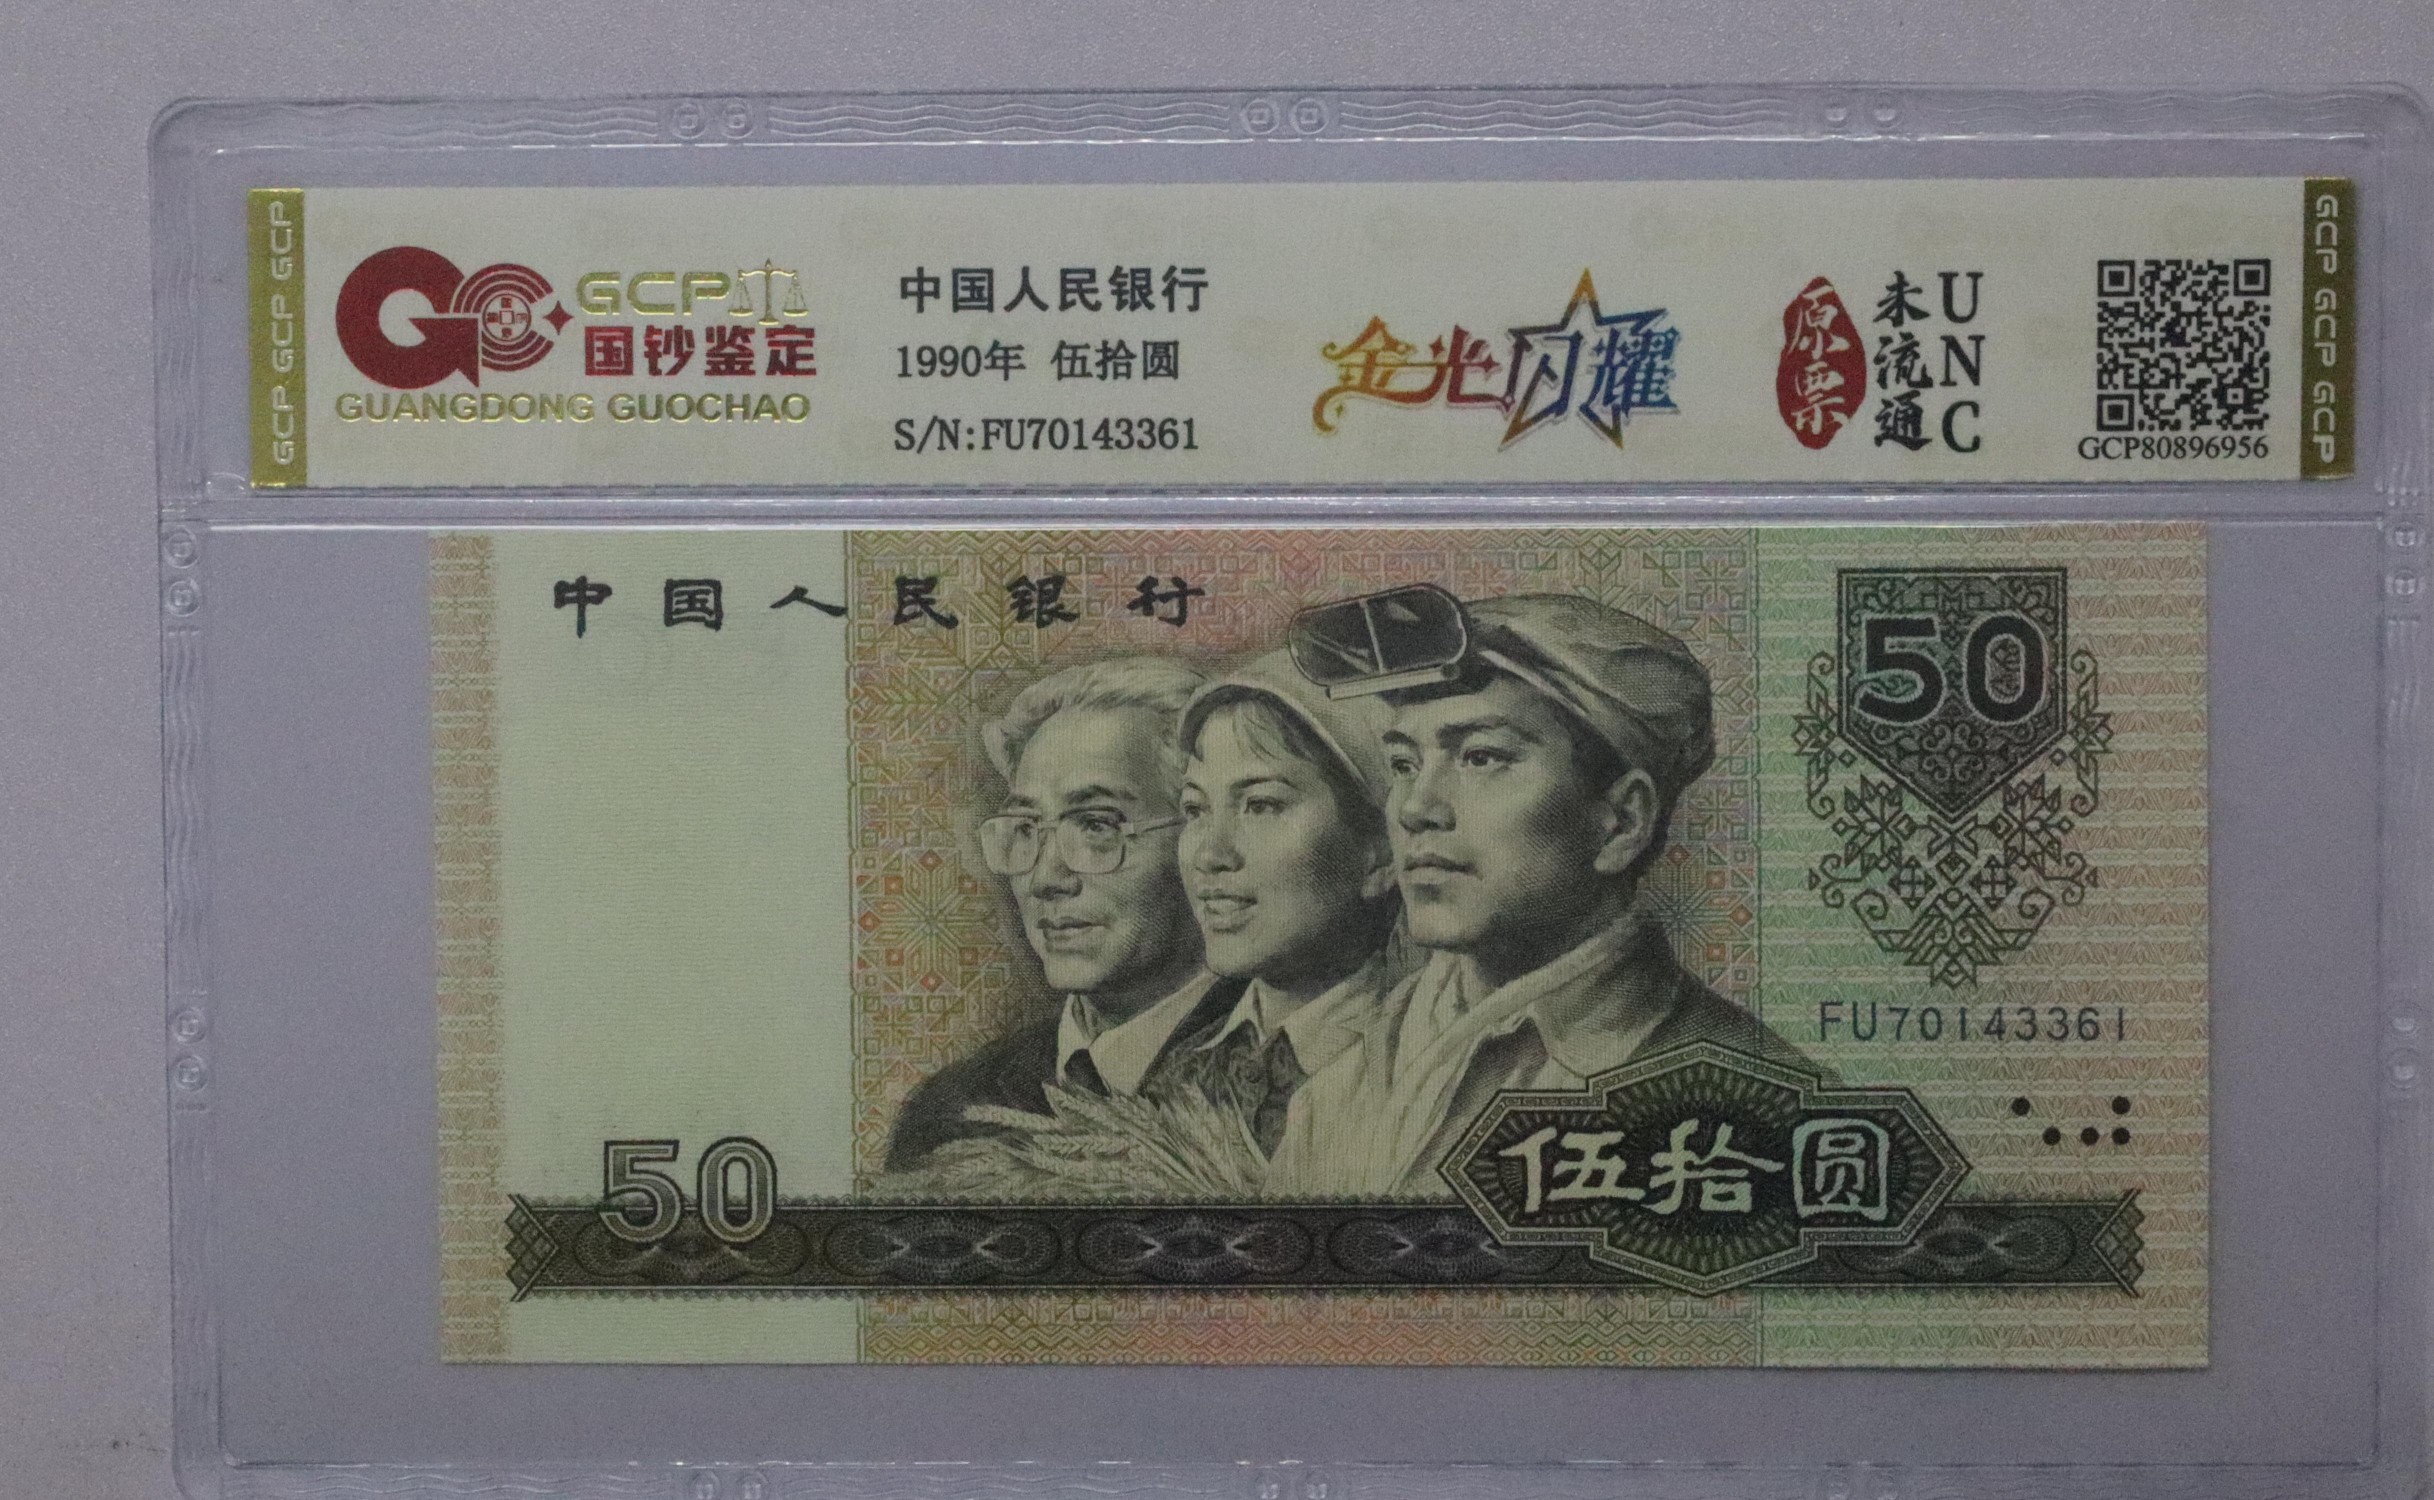 GCP GCP GCP
GCP
国钞鉴定
GUANGDONG GUOCHAO
中国人民银行
1990年 伍拾圆
S/N:FU70143361
金光闪耀
原票
未流通
UNC
GCP80896956
GCP GCP GCP
中国人民银行
50
FU70143361
50
伍拾圆